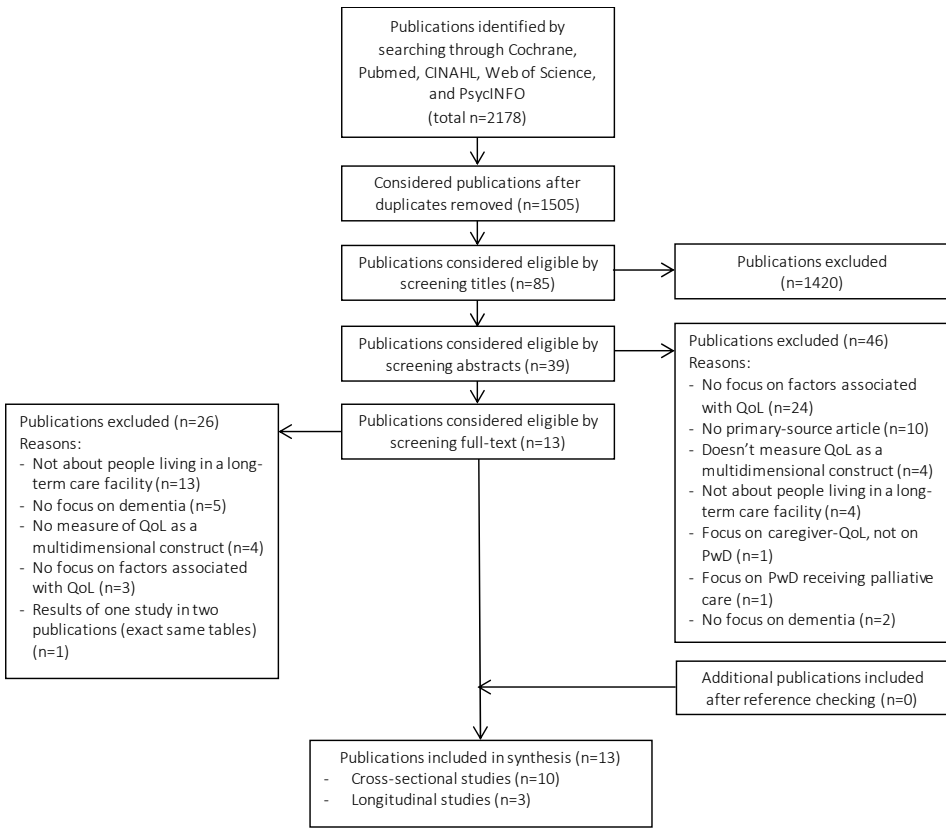 Publications identified by
searching through Cochrane,
Pubmed, CINAHL, Web of Science,
and PsycINFO
(total n=2178)
Considered publications after
duplicates removed (n=1505)
Publications considered eligible by
screening titles (n=85)
Publications excluded
(n=1420)
Publications considered eligible by
screening abstracts (n=39)
Publications excluded (n=46)
Reasons:
- No focus on factors associated
with QoL (n=24)
- No primary-source article (n=10)
- Doesn't measure QoL as a
multidimensional construct (n=4)
- Not about people living in a long-
term care facility (n=4)
- Focus on caregiver-QoL, not on
PwD (n=1)
- Focus on PwD receiving palliative
care (n=1)
- No focus on dementia (n=2)
Publications considered eligible by
screening full-text (n=13)
Publications excluded (n=26)
Reasons:
- Not about people living in a long-
term care facility (n=13)
- No focus on dementia (n=5)
- No measure of QoL as a
multidimensional construct (n=4)
- No focus on factors associated
with QoL (n=3)
- Results of one study in two
publications (exact same tables)
(n=1)
Additional publications included
after reference checking (n=0)
Publications included in synthesis (n=13)
- Cross-sectional studies (n=10)
- Longitudinal studies (n=3)